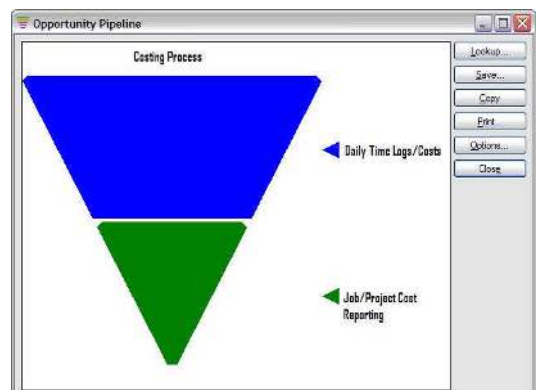 Opportunity Pipeline
Costing Process
Daily Time Logs/Costs
Job/Project Cost
Reporting
Lookup...
Save...
Copy
Print...
Options...
Close